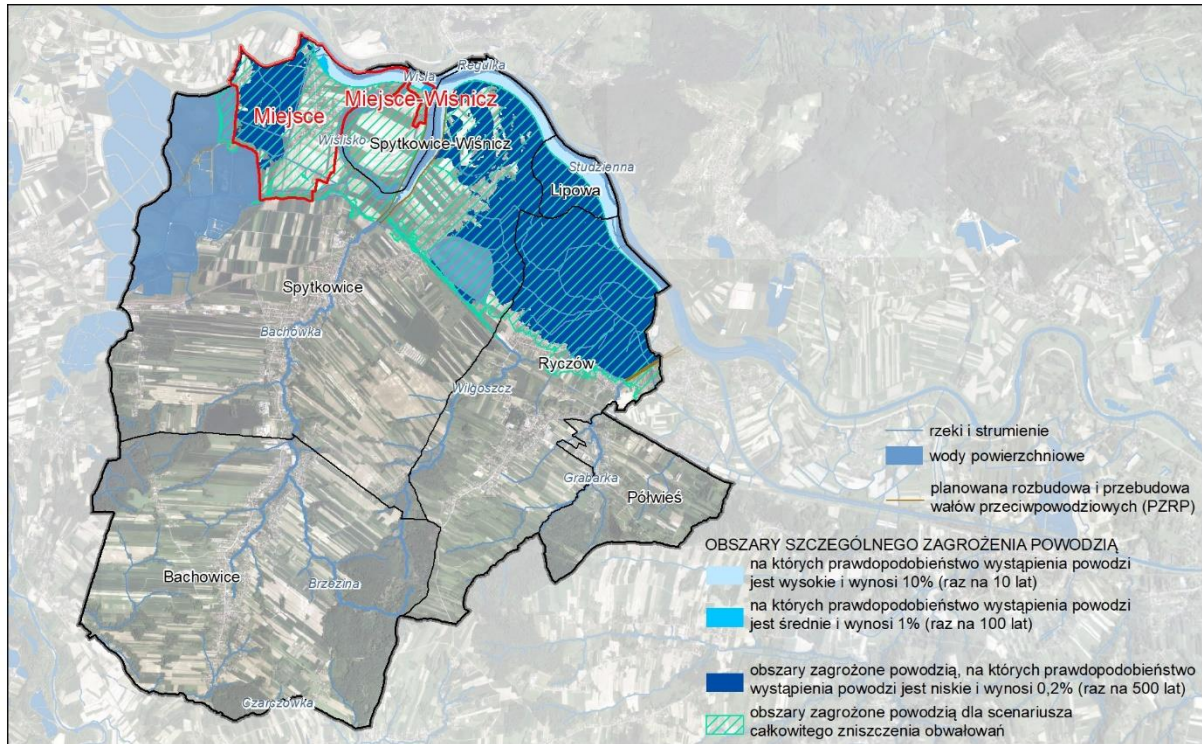 Wisła
Regulka
Miejsce-Wiśnicz
Miejsce
Wiślisko
Spytkowice-Wiśnicz
Studzienna
Lipowa
Spytkowice
Bachówka
Ryczów
Wilgoszcz
Grabarka
Półwieś
Bachowice
Brzezina
Czarczówka
rzeki i strumienie
wody powierzchniowe
planowana rozbudowa i przebudowa
wałów przeciwpowodziowych (PZRP)
OBSZARY SZCZEGÓLNEGO ZAGROŻENIA POWODZIĄ
na których prawdopodobieństwo wystąpienia powodzi
jest wysokie i wynosi 10% (raz na 10 lat)
na których prawdopodobieństwo wystąpienia powodzi
jest średnie i wynosi 1% (raz na 100 lat)
obszary zagrożone powodzią, na których prawdopodobieństwo
wystąpienia powodzi jest niskie i wynosi 0,2% (raz na 500 lat)
obszary zagrożone powodzią dla scenariusza
całkowitego zniszczenia obwałowań